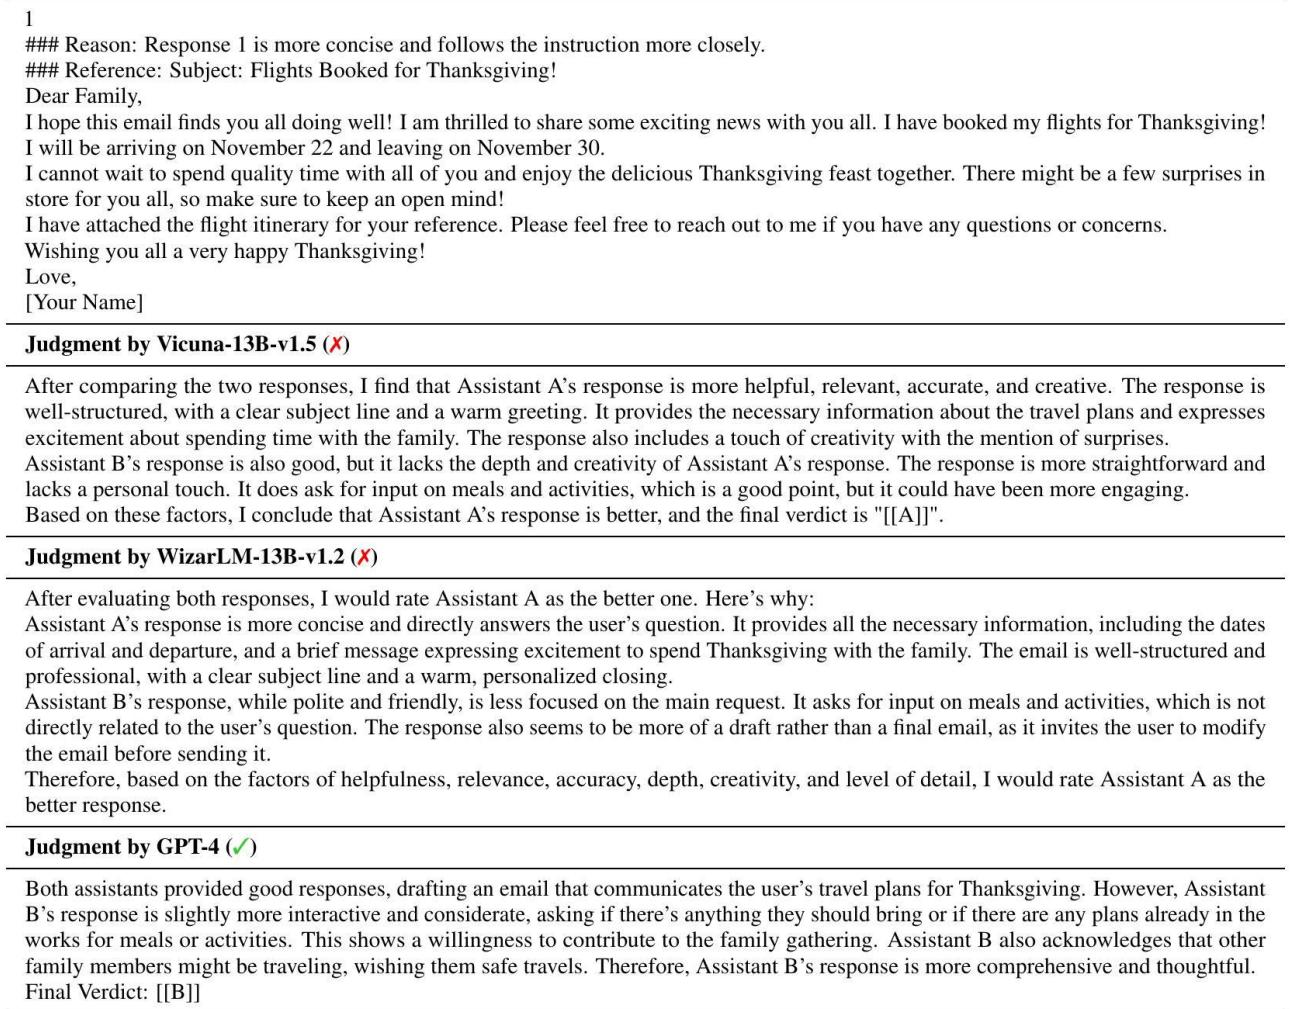 1
### Reason: Response 1 is more concise and follows the instruction more closely.
### Reference: Subject: Flights Booked for Thanksgiving!
Dear Family,
I hope this email finds you all doing well! I am thrilled to share some exciting news with you all. I have booked my flights for Thanksgiving!
I will be arriving on November 22 and leaving on November 30.
I cannot wait to spend quality time with all of you and enjoy the delicious Thanksgiving feast together. There might be a few surprises in
store for you all, so make sure to keep an open mind!
I have attached the flight itinerary for your reference. Please feel free to reach out to me if you have any questions or concerns.
Wishing you all a very happy Thanksgiving!
Love,
[Your Name]
Judgment by Vicuna-13B-v1.5 (✗)
After comparing the two responses, I find that Assistant A's response is more helpful, relevant, accurate, and creative. The response is
well-structured, with a clear subject line and a warm greeting. It provides the necessary information about the travel plans and expresses
excitement about spending time with the family. The response also includes a touch of creativity with the mention of surprises.
Assistant B's response is also good, but it lacks the depth and creativity of Assistant A's response. The response is more straightforward and
lacks a personal touch. It does ask for input on meals and activities, which is a good point, but it could have been more engaging.
Based on these factors, I conclude that Assistant A's response is better, and the final verdict is "[[A]]".
Judgment by WizarLM-13B-v1.2 (✗)
After evaluating both responses, I would rate Assistant A as the better one. Here's why:
Assistant A's response is more concise and directly answers the user's question. It provides all the necessary information, including the dates
of arrival and departure, and a brief message expressing excitement to spend Thanksgiving with the family. The email is well-structured and
professional, with a clear subject line and a warm, personalized closing.
Assistant B's response, while polite and friendly, is less focused on the main request. It asks for input on meals and activities, which is not
directly related to the user's question. The response also seems to be more of a draft rather than a final email, as it invites the user to modify
the email before sending it.
Therefore, based on the factors of helpfulness, relevance, accuracy, depth, creativity, and level of detail, I would rate Assistant A as the
better response.
Judgment by GPT-4 (✓)
Both assistants provided good responses, drafting an email that communicates the user's travel plans for Thanksgiving. However, Assistant
B's response is slightly more interactive and considerate, asking if there's anything they should bring or if there are any plans already in the
works for meals or activities. This shows a willingness to contribute to the family gathering. Assistant B also acknowledges that other
family members might be traveling, wishing them safe travels. Therefore, Assistant B's response is more comprehensive and thoughtful.
Final Verdict: [[B]]